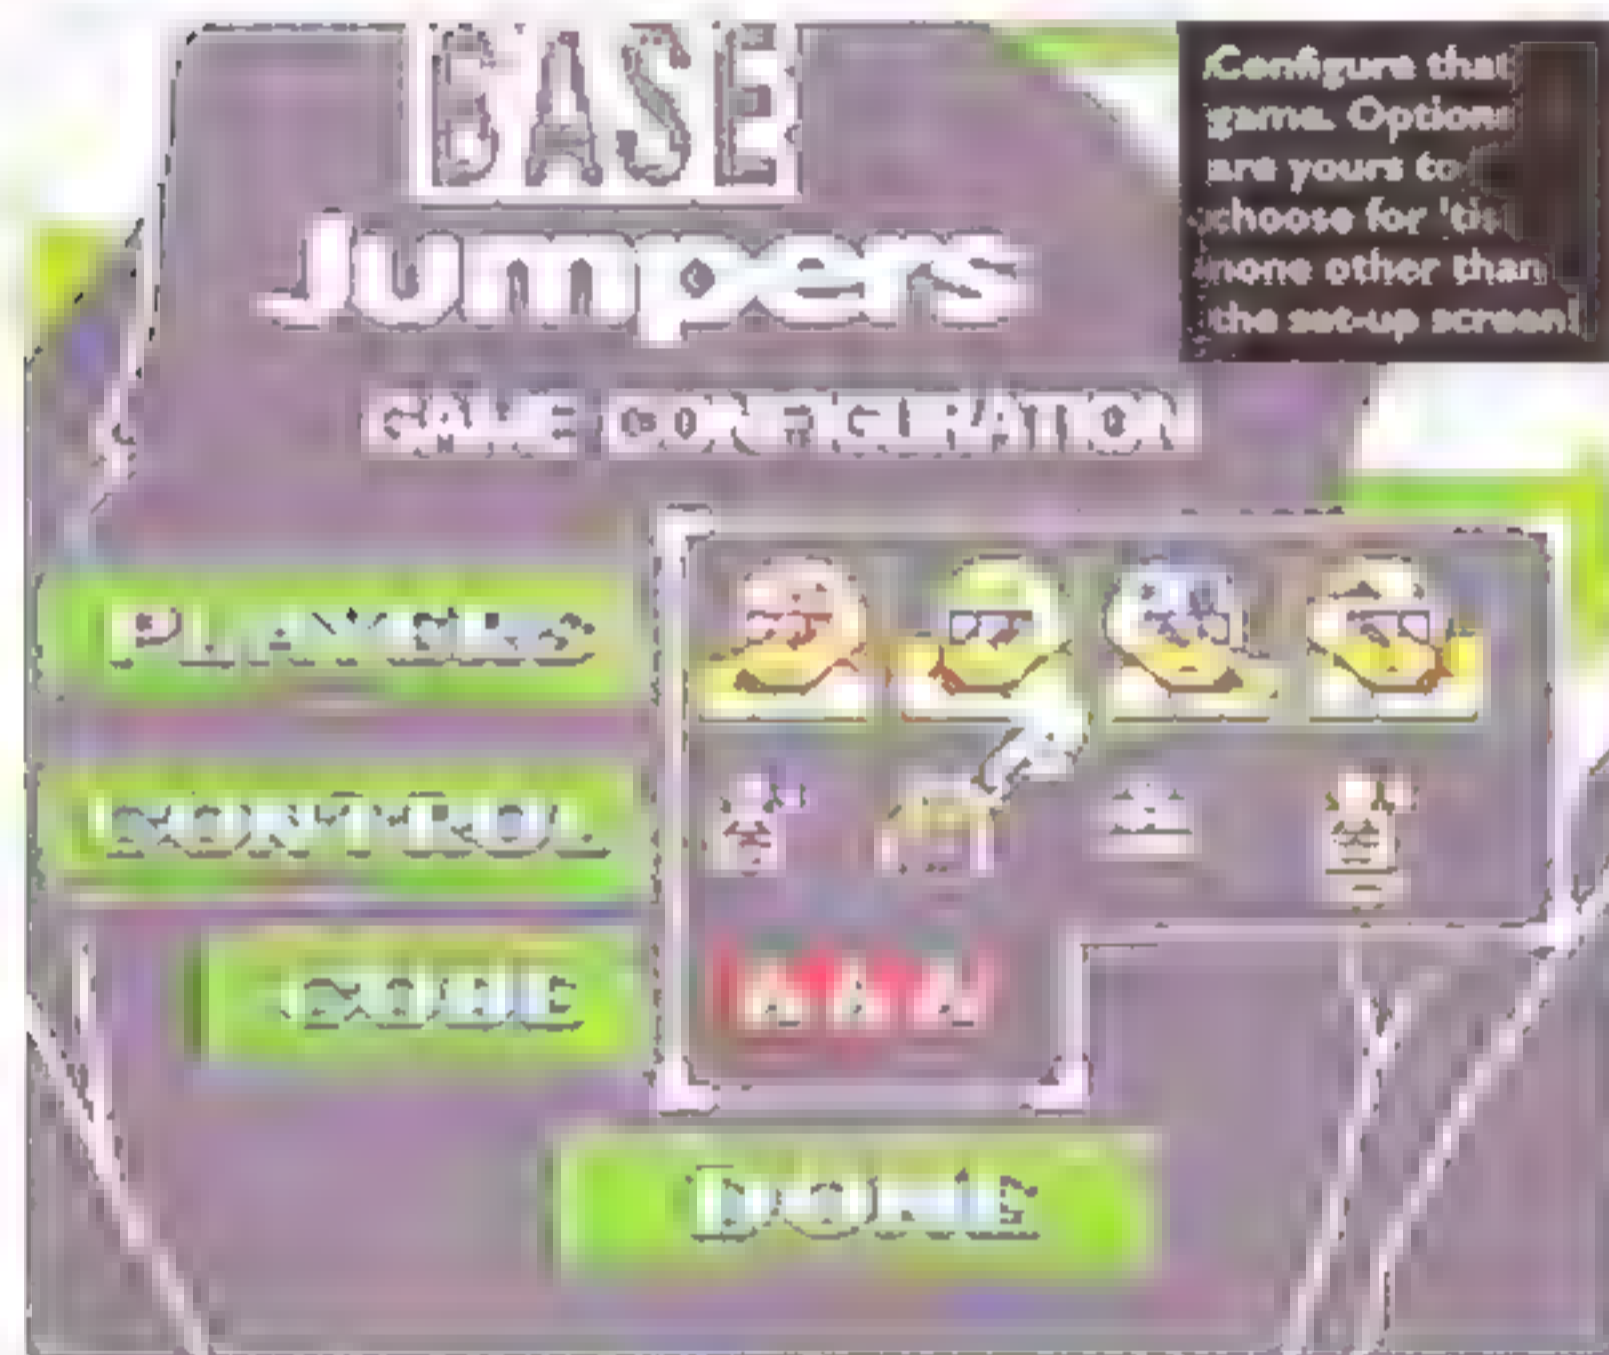 BASE
Jumpers
GAME CONFIGURATION
Configure that
game. Options
are yours to
choose for 'tis
none other than
the set-up screen!
PLAYERS
CONTROL
CODE
DONE